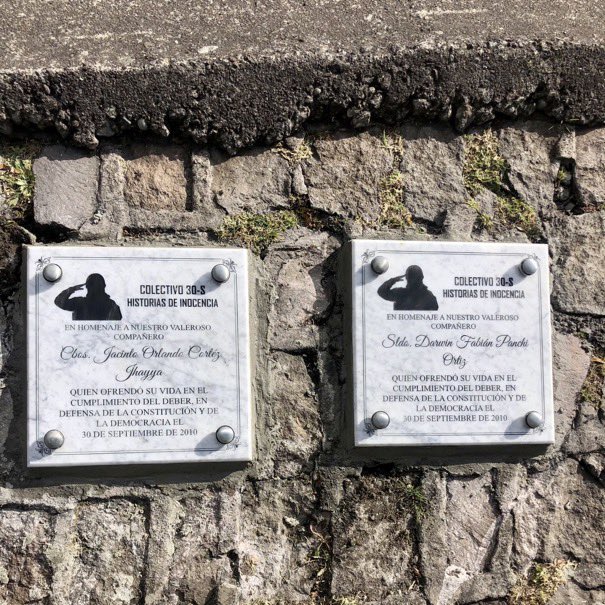 COLECTIVO 30-S
HISTORIAS DE INOCENCIA
EN HOMENAJE A NUESTRO VALEROSO
COMPAÑERO
Cbos. Jacinto Orlando Cortéz
Jhayya
QUIEN OFRENDÓ SU VIDA EN EL
CUMPLIMIENTO DEL DEBER, EN
DEFENSA DE LA CONSTITUCIÓN Y DE
LA DEMOCRACIA EL
30 DE SEPTIEMBRE DE 2010
COLECTIVO 30-S
HISTORIAS DE INOCENCIA
EN HOMENAJE A NUESTRO VALEROSO
COMPAÑERO
Sldo. Darwin Fabián Panchi
Ortiz
QUIEN OFRENDÓ SU VIDA EN EL
CUMPLIMIENTO DEL DEBER, EN
DEFENSA DE LA CONSTITUCIÓN Y DE
LA DEMOCRACIA EL
30 DE SEPTIEMBRE DE 2010